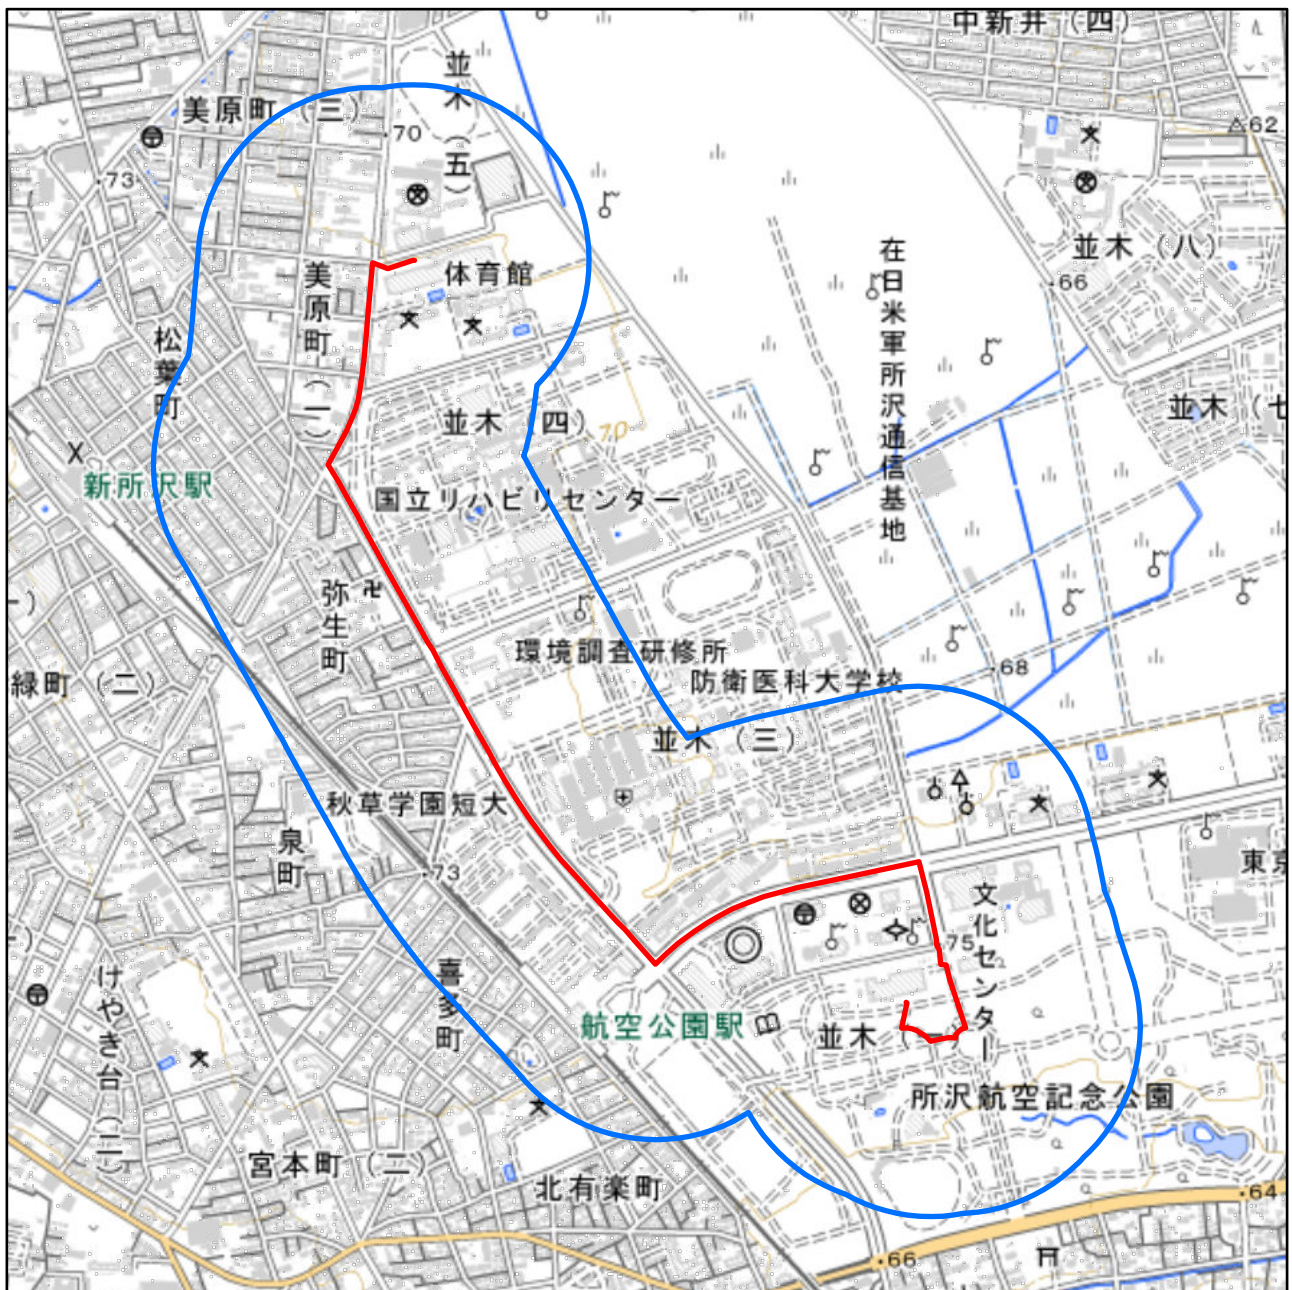 中新井（四）
並木（五）
美原町（三）
70
62
73
並木（八）
在日米軍所沢通信基地
体育館
美原町（一）
66
松葉町
並木（七
並木（四）
70
新所沢駅
国立リハビリセンター
弥生町
環境調査研修所
68
防衛医科大学校
緑町（二）
並木（三）
秋草学園短大
泉町
73
東京
文化センター
75
けやき台（二）
喜多町
航空公園駅
並木（一）
所沢航空記念公園
宮本町（二）
北有楽町
64
66